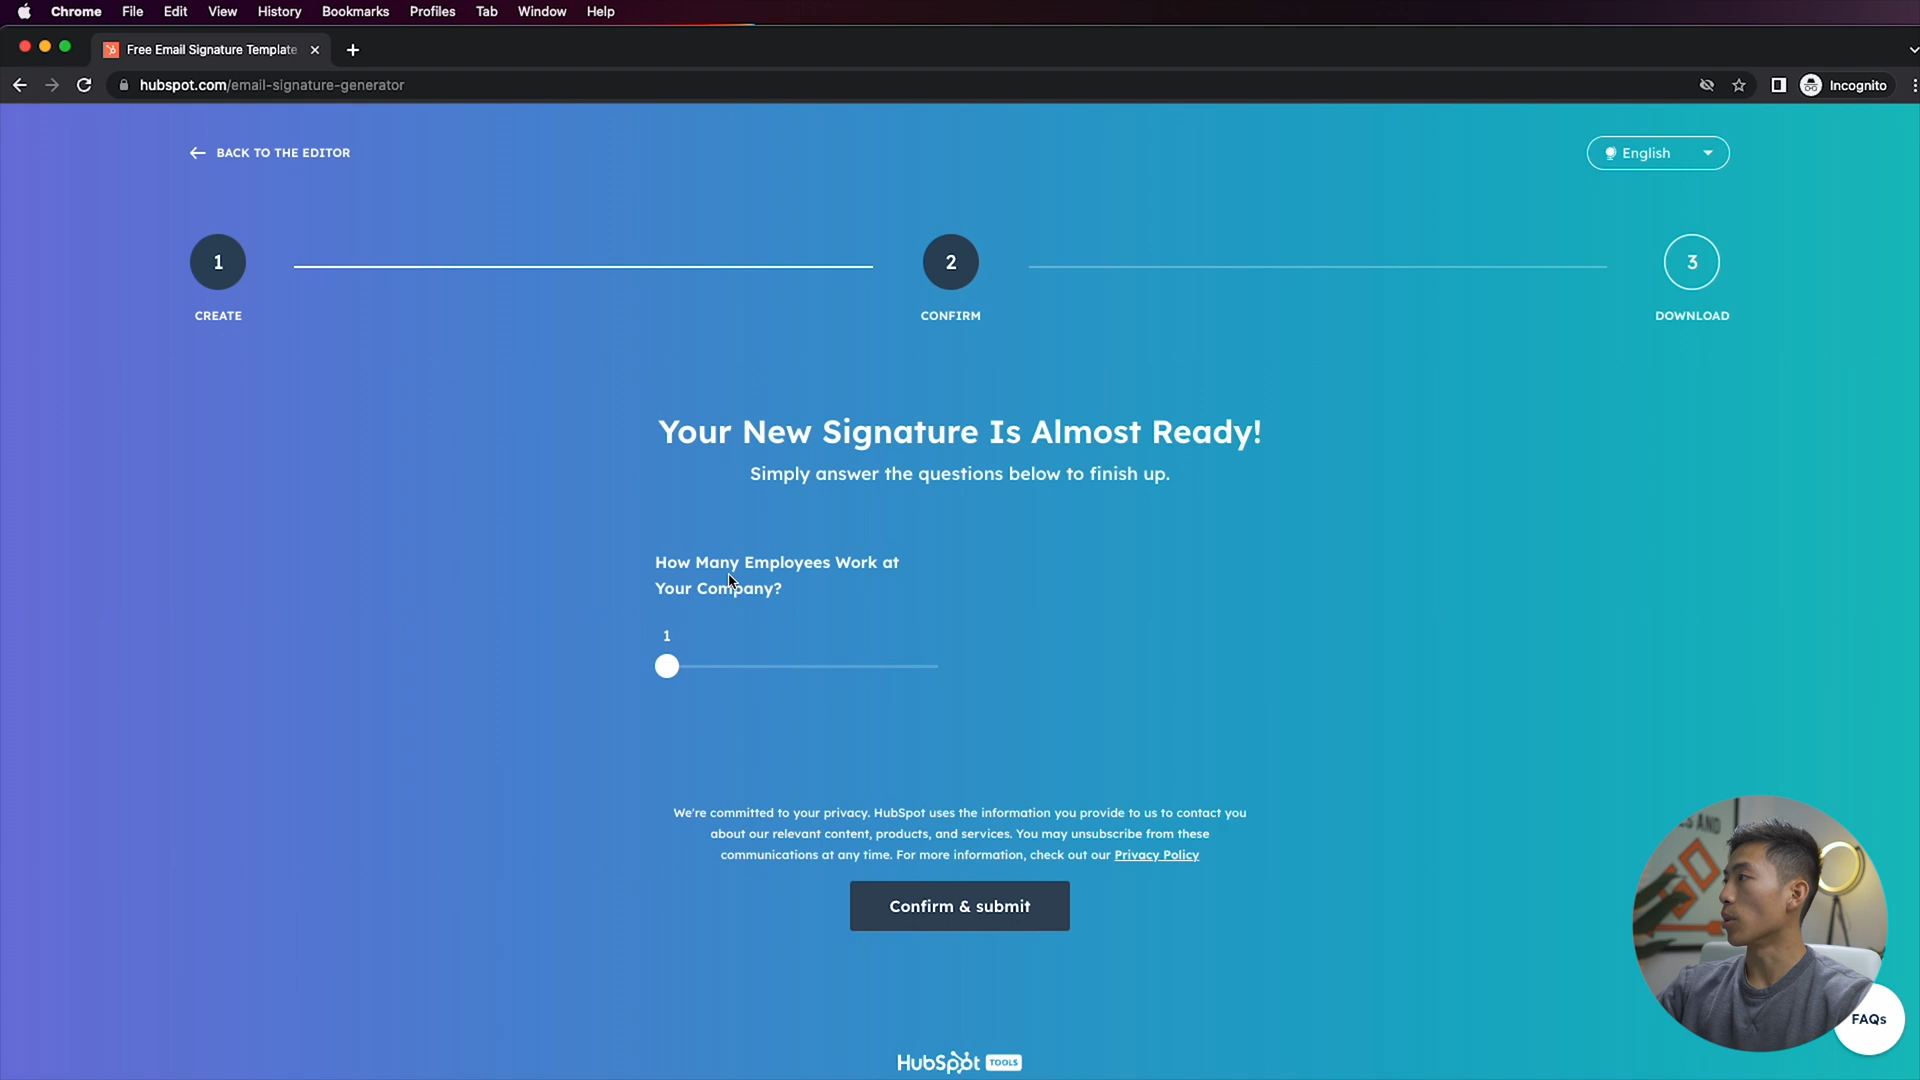 Chrome File Edit View History Bookmarks Profiles Tab Window Help
Free Email Signature Template
hubspot.com/email-signature-generator
Incognito
BACK TO THE EDITOR
English
1
2
3
CREATE
CONFIRM
DOWNLOAD
Your New Signature Is Almost Ready!
Simply answer the questions below to finish up.
How Many Employees Work at
Your Company?
1
We're committed to your privacy. HubSpot uses the information you provide to us to contact you
about our relevant content, products, and services. You may unsubscribe from these
communications at any time. For more information, check out our Privacy Policy
Confirm & submit
AND
FAQs
HubSpot TOOLS